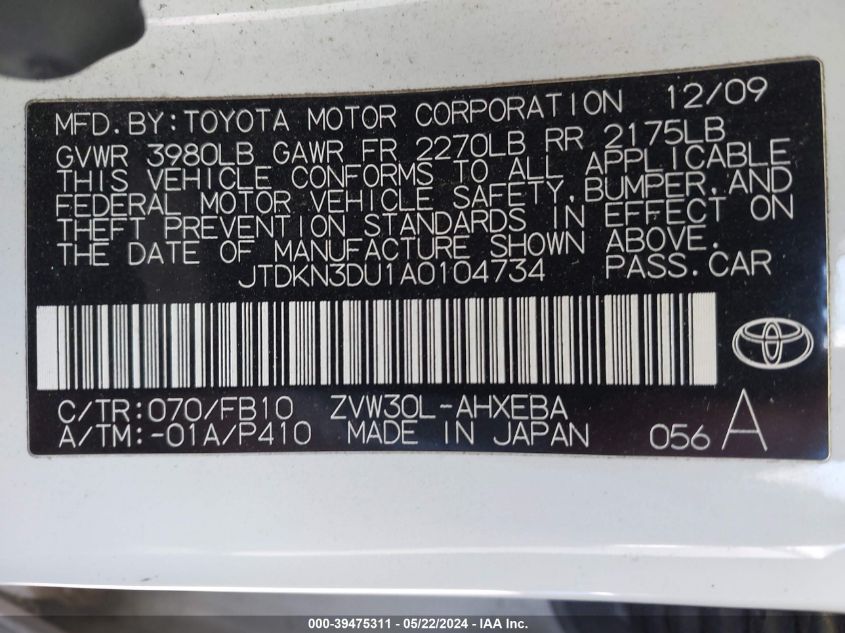 MFD.BY:TOYOTA MOTOR CORPORATION 12/09
GVWR 3980LB GAWR FR 2270LB RR 2175LB
THIS VEHICLE CONFORMS TO ALL APPLICABLE
FEDERAL MOTOR VEHICLE SAFETY,BUMPER,AND
THEFT PREVENTION STANDARDS IN EFFECT ON
THE DATE OF MANUFACTURE SHOWN ABOVE.
JTDKN3DU1A0104734 PASS.CAR
C/TR:070/FB10 ZVW30L-AHXEBA
A/TM:-01A/P410 MADE IN JAPAN 056 A
000-39475311 - 05/22/2024 - IAA Inc.